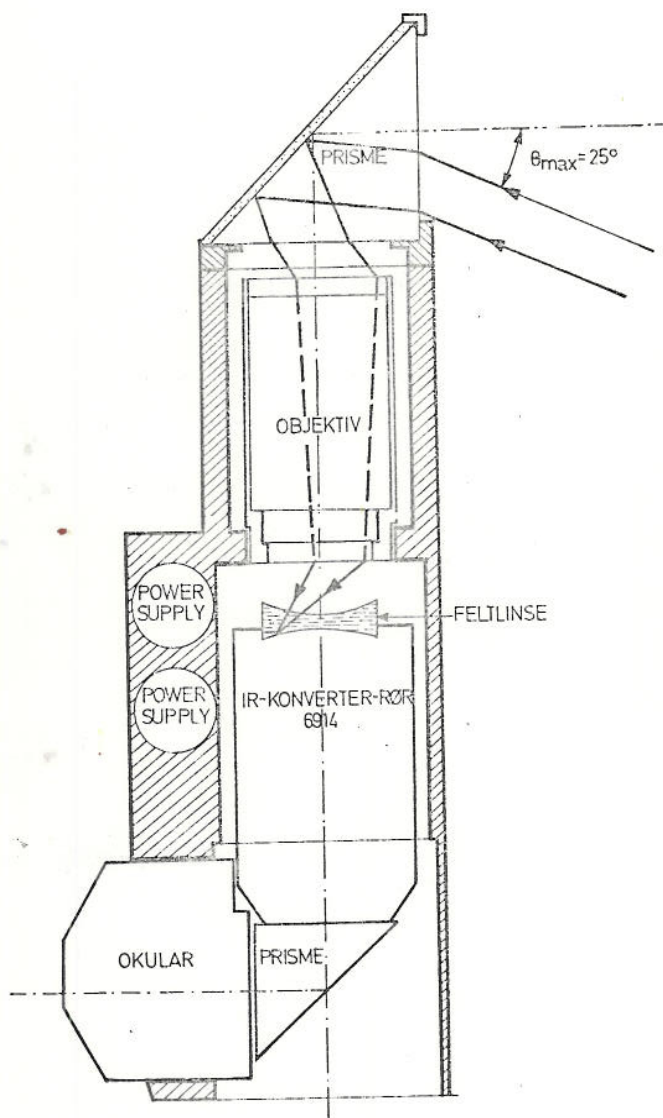 PRISME
θmax=25°
OBJEKTIV
POWER
SUPPLY
FELTLINSE
POWER
SUPPLY
IR-KONVERTER-RØR
6914
OKULAR
PRISME